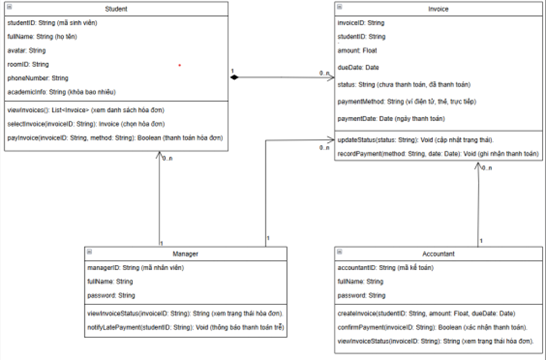 Student
studentID: String (mã sinh viên)
fullName: String (họ tên)
avatar: String
roomID: String
phoneNumber: String
academicInfo: String (khóa bao nhiêu)
viewInvoices(): List<Invoice> (xem danh sách hóa đơn)
selectInvoice(invoiceID: String): Invoice (chọn hóa đơn)
payInvoice(invoiceID: String, method: String): Boolean (thanh toán hóa đơn)
1
0..n
Invoice
invoiceID: String
studentID: String
amount: Float
dueDate: Date
status: String (chưa thanh toán, đã thanh toán)
paymentMethod: String (ví điện tử, thẻ, trực tiếp)
paymentDate: Date (ngày thanh toán)
updateStatus(status: String): Void (cập nhật trạng thái).
recordPayment(method: String, date: Date): Void (ghi nhận thanh toán)
0..n
0..n
0..n
1
1
1
Manager
managerID: String (mã nhân viên)
fullName: String
password: String
viewInvoiceStatus(invoiceID: String): String (xem trạng thái hóa đơn).
notifyLatePayment(studentID: String): Void (thông báo thanh toán trễ)
Accountant
accountantID: String (mã kế toán)
fullName: String
password: String
createInvoice(studentID: String, amount: Float, dueDate: Date)
confirmPayment(invoiceID: String): Boolean (xác nhận thanh toán).
viewInvoiceStatus(invoiceID: String): String (xem trạng thái hóa đơn).